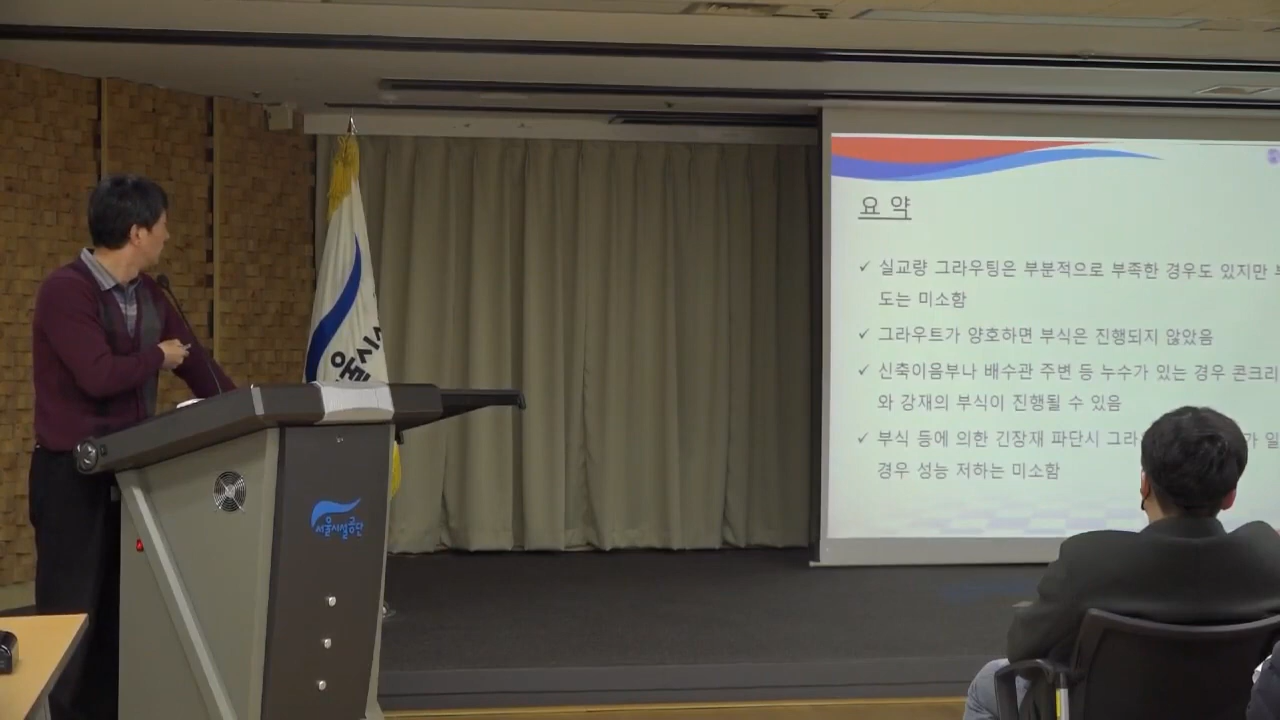 요 약
✓ 실교량 그라우팅은 부분적으로 부족한 경우도 있지만
도는 미소함
✓ 그라우트가 양호하면 부식은 진행되지 않았음
✓ 신축이음부나 배수관 주변 등 누수가 있는 경우 콘크리
와 강재의 부식이 진행될 수 있음
✓ 부식 등에 의한 긴장재 파단시 그라 가 일
경우 성능 저하는 미소함
서울시설공단